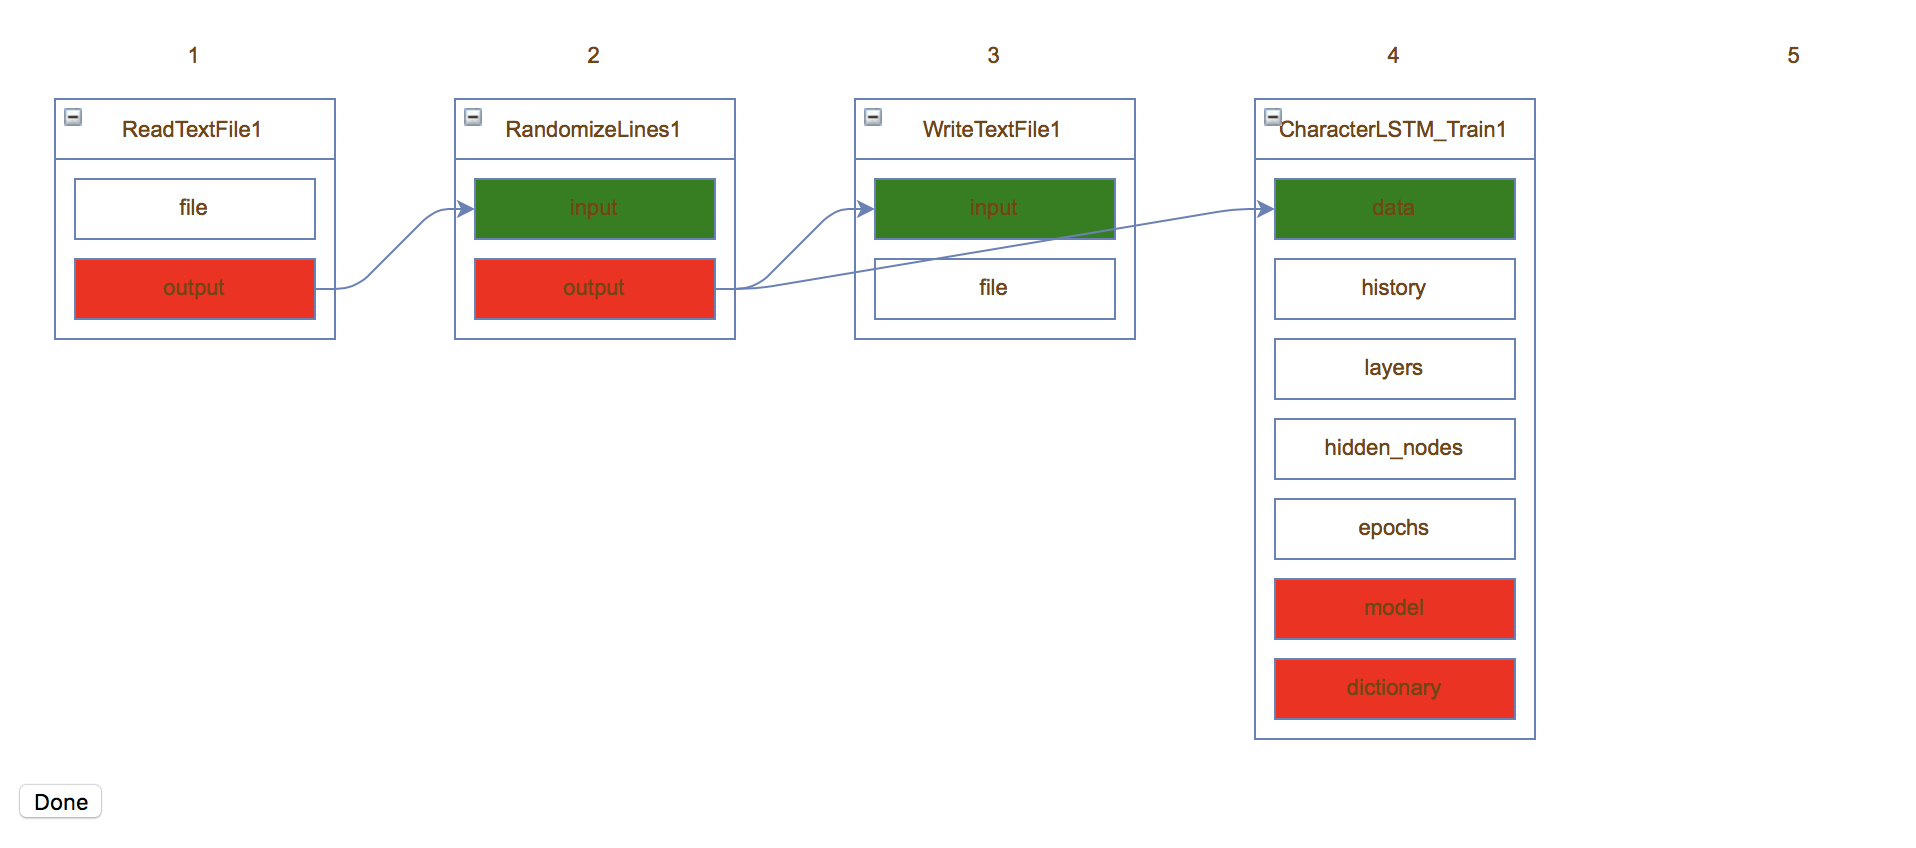 1
2
3
4
5
ReadTextFile1
file
output
RandomizeLines1
input
output
WriteTextFile1
input
file
CharacterLSTM_Train1
data
history
layers
hidden_nodes
epochs
model
dictionary
Done